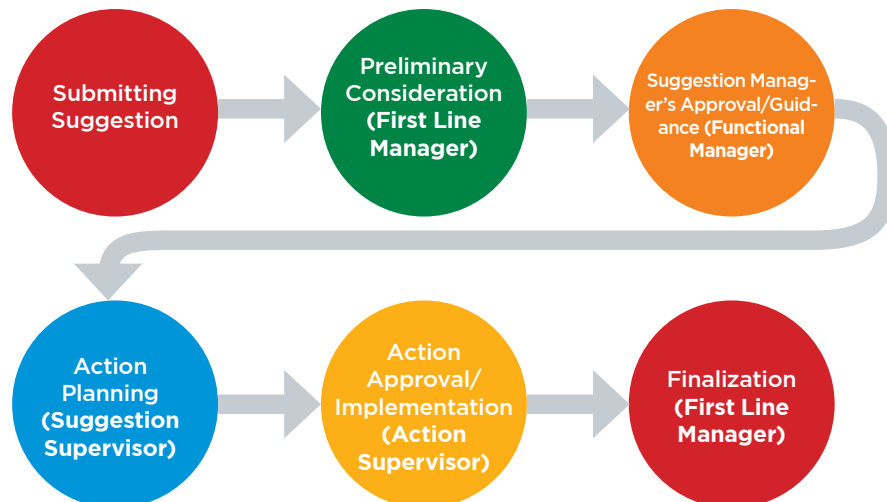 Submitting
Suggestion
Preliminary
Consideration
(First Line
Manager)
Suggestion Manag-
er’s Approval/Guid-
ance (Functional
Manager)
Action
Planning
(Suggestion
Supervisor)
Action
Approval/
Implementation
(Action
Supervisor)
Finalization
(First Line
Manager)